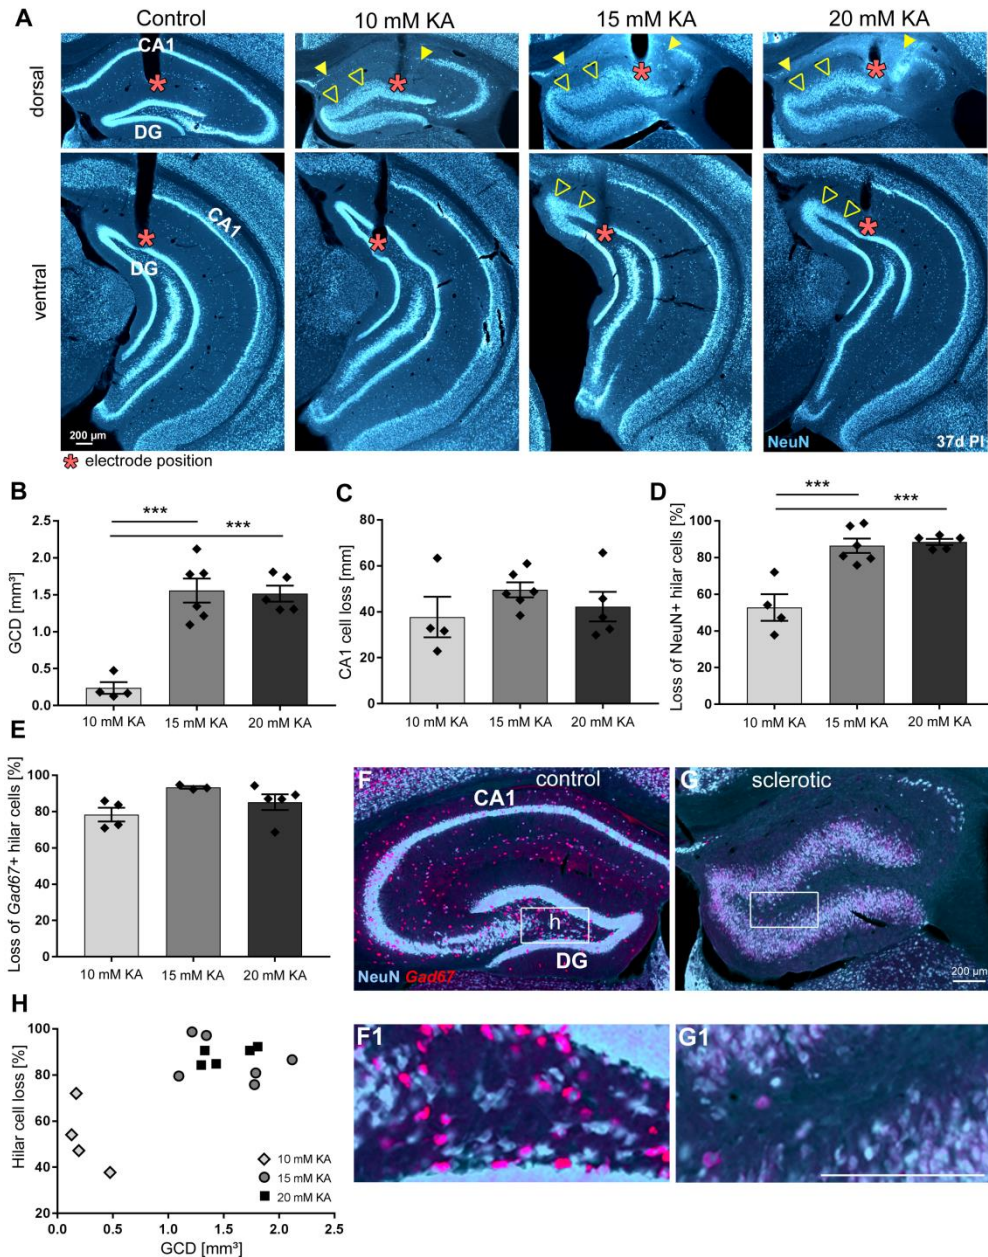 A
Control
10 mM KA
15 mM KA
20 mM KA
dorsal
CA1
DG
ventral
CA1
DG
200 µm
NeuN
37d PI
* electrode position
B
GCD [mm³]
2.5
2.0
1.5
1.0
0.5
0.0
***
***
10 mM KA
15 mM KA
20 mM KA
C
CA1 cell loss [mm]
80
60
40
20
0
10 mM KA
15 mM KA
20 mM KA
D
Loss of NeuN+ hilar cells [%]
100
80
60
40
20
0
***
***
10 mM KA
15 mM KA
20 mM KA
E
Loss of Gad67+ hilar cells [%]
100
80
60
40
20
0
10 mM KA
15 mM KA
20 mM KA
F
control
CA1
h
DG
NeuN Gad67
G
sclerotic
200 µm
H
Hilar cell loss [%]
100
80
60
40
20
0.0
0.5
1.0
1.5
2.0
2.5
GCD [mm³]
10 mM KA
15 mM KA
20 mM KA
F1
G1